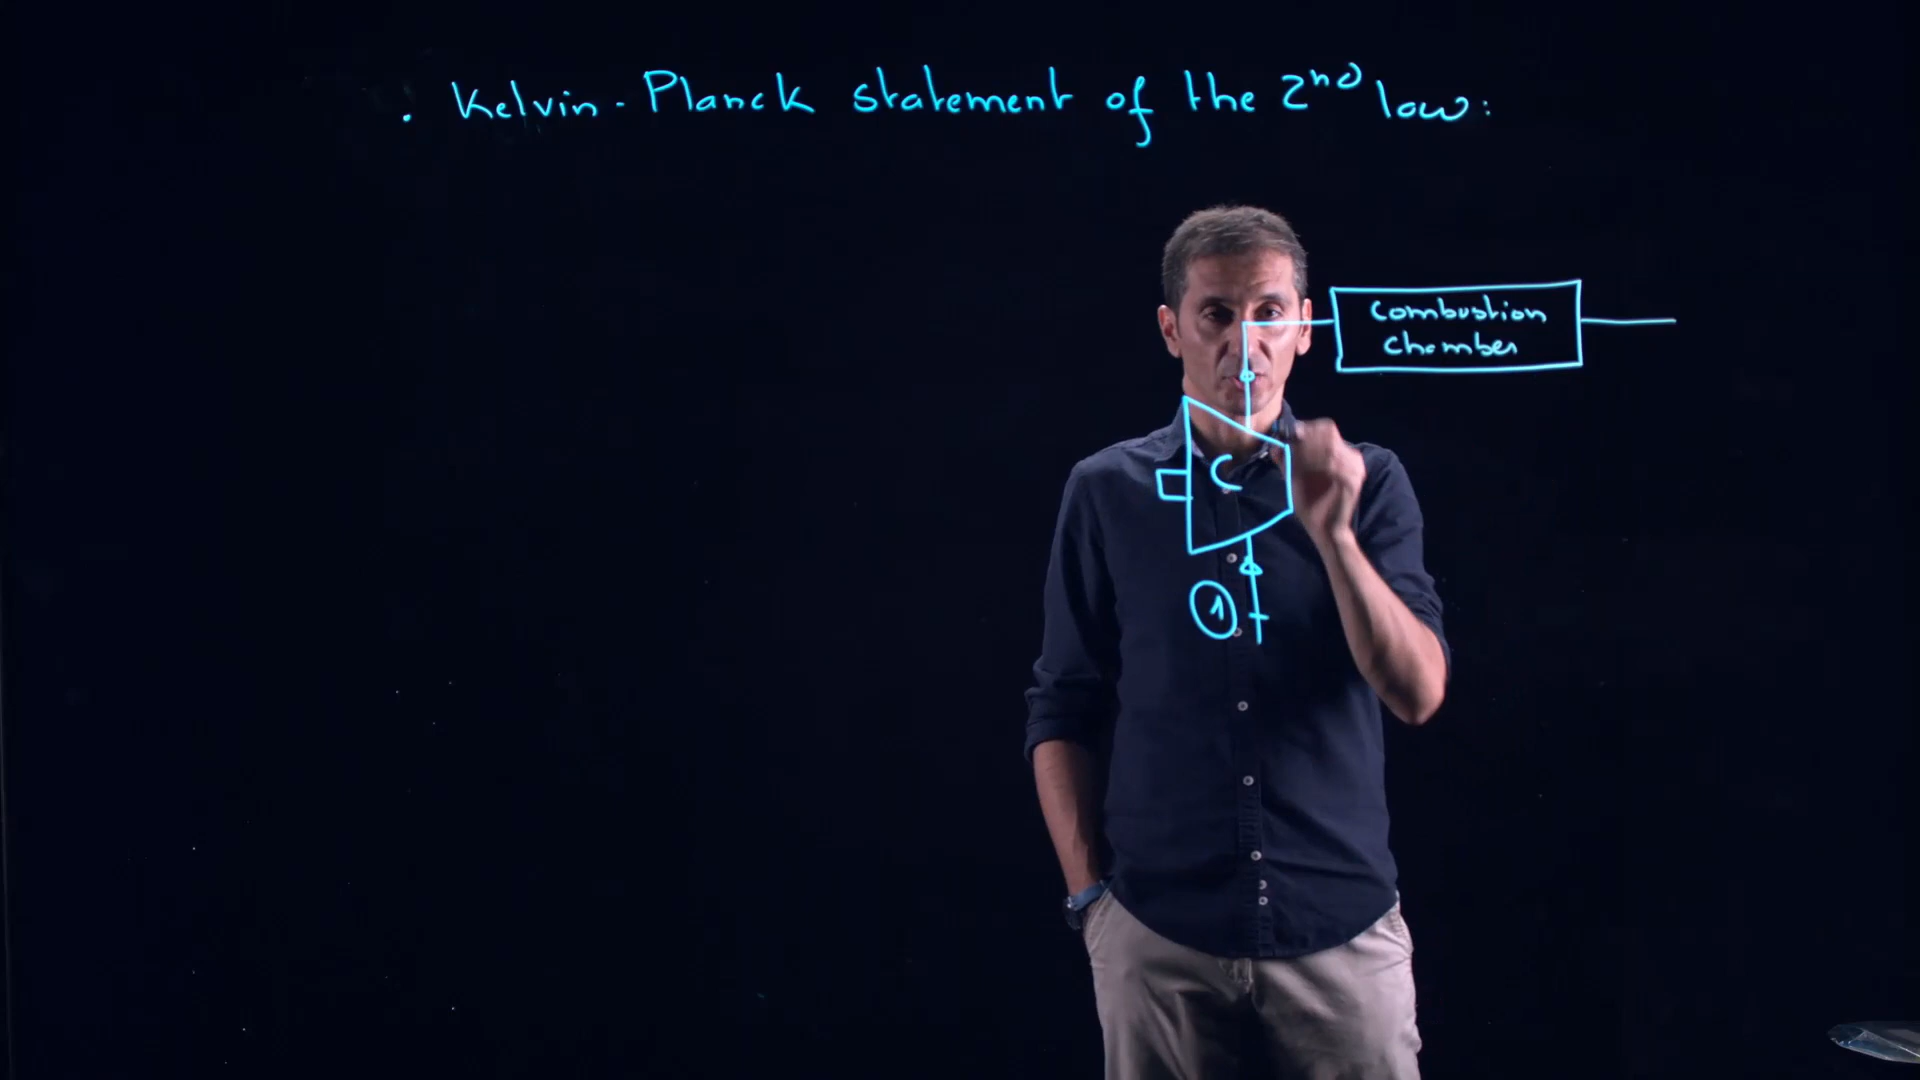 . Kelvin - Planck statement of the 2nd law:
Combustion
Chamber
C
1